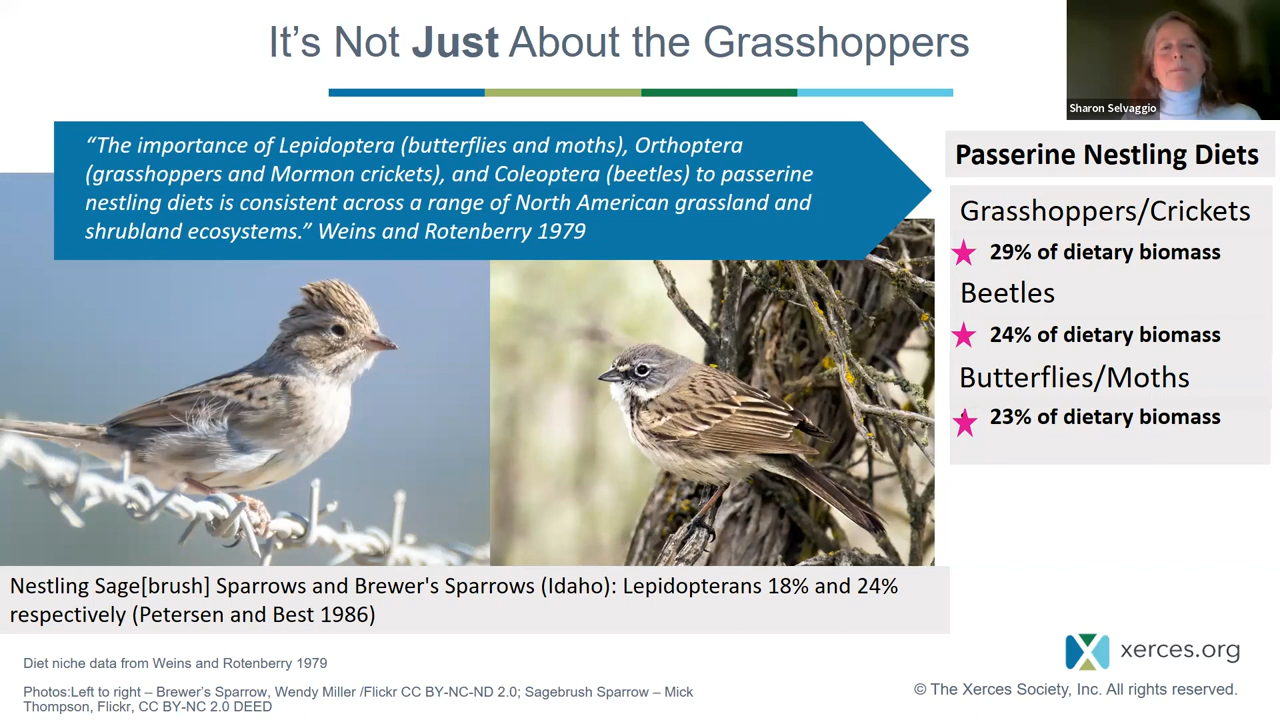 It's Not Just About the Grasshoppers
Sharon Selvaggio
“The importance of Lepidoptera (butterflies and moths), Orthoptera
(grasshoppers and Mormon crickets), and Coleoptera (beetles) to passerine
nestling diets is consistent across a range of North American grassland and
shrubland ecosystems.” Weins and Rotenberry 1979
Passerine Nestling Diets
Grasshoppers/Crickets
29% of dietary biomass
Beetles
24% of dietary biomass
Butterflies/Moths
23% of dietary biomass
Nestling Sage[brush] Sparrows and Brewer's Sparrows (Idaho): Lepidopterans 18% and 24%
respectively (Petersen and Best 1986)
Diet niche data from Weins and Rotenberry 1979
Photos:Left to right – Brewer's Sparrow, Wendy Miller /Flickr CC BY-NC-ND 2.0; Sagebrush Sparrow – Mick
Thompson, Flickr, CC BY-NC 2.0 DEED
xerces.org
© The Xerces Society, Inc. All rights reserved.